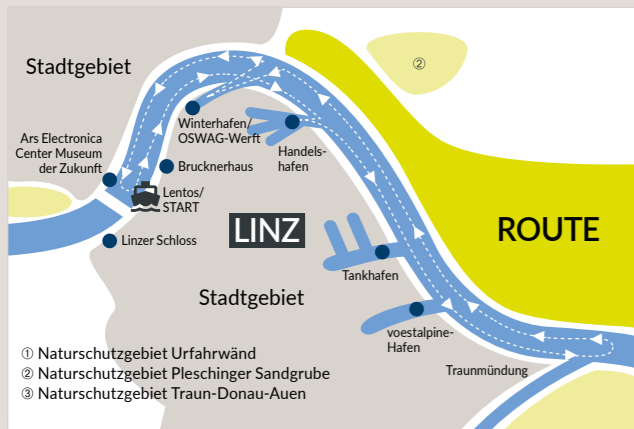 Stadtgebiet
②
Ars Electronica
Center Museum
der Zukunft
Winterhafen/
OSWAG-Werft
Handels-
hafen
Brucknerhaus
Lentos/
START
Linzer Schloss
LINZ
ROUTE
Tankhafen
Stadtgebiet
voestalpine-
Hafen
Traunmündung
① Naturschutzgebiet Urfahrwänd
② Naturschutzgebiet Pleschinger Sandgrube
③ Naturschutzgebiet Traun-Donau-Auen